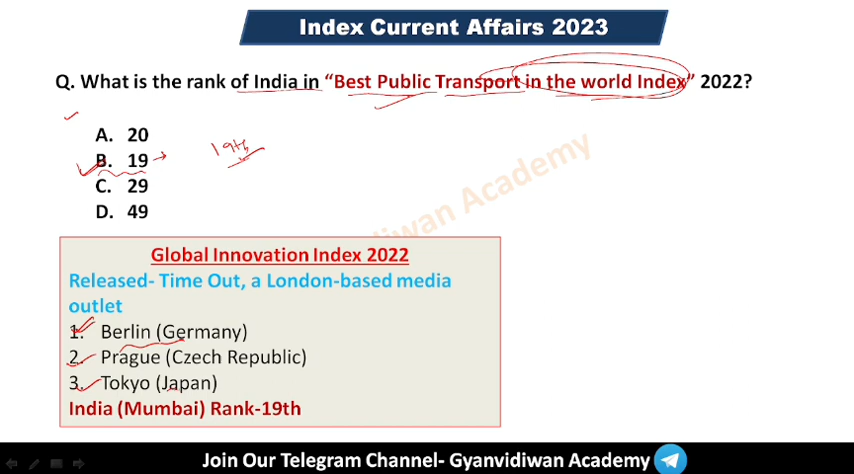 Index Current Affairs 2023
Q. What is the rank of India in “Best Public Transport in the world Index” 2022?
A. 20
B. 19
19th
C. 29
D. 49
Global Innovation Index 2022
Released- Time Out, a London-based media
outlet
1. Berlin (Germany)
2. Prague (Czech Republic)
3. Tokyo (Japan)
India (Mumbai) Rank-19th
Join Our Telegram Channel- Gyanvidiwan Academy